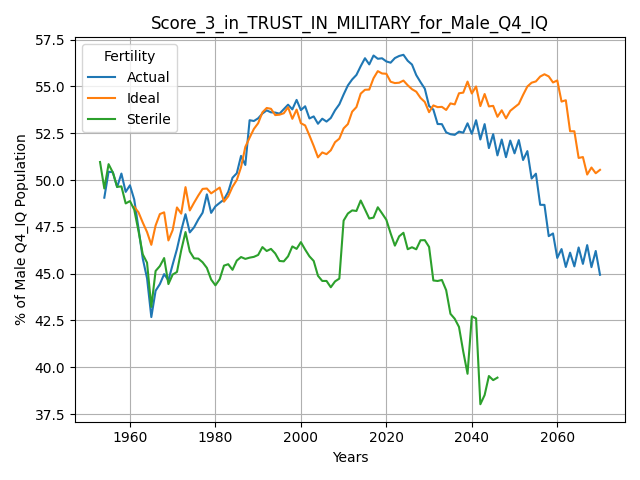 Score_3_in_TRUST_IN_MILITARY_for_Male_Q4_IQ
57.5
55.0
52.5
50.0
47.5
45.0
42.5
40.0
37.5
% of Male Q4_IQ Population
Fertility
Actual
Ideal
Sterile
1960 1980 2000 2020 2040 2060
Years